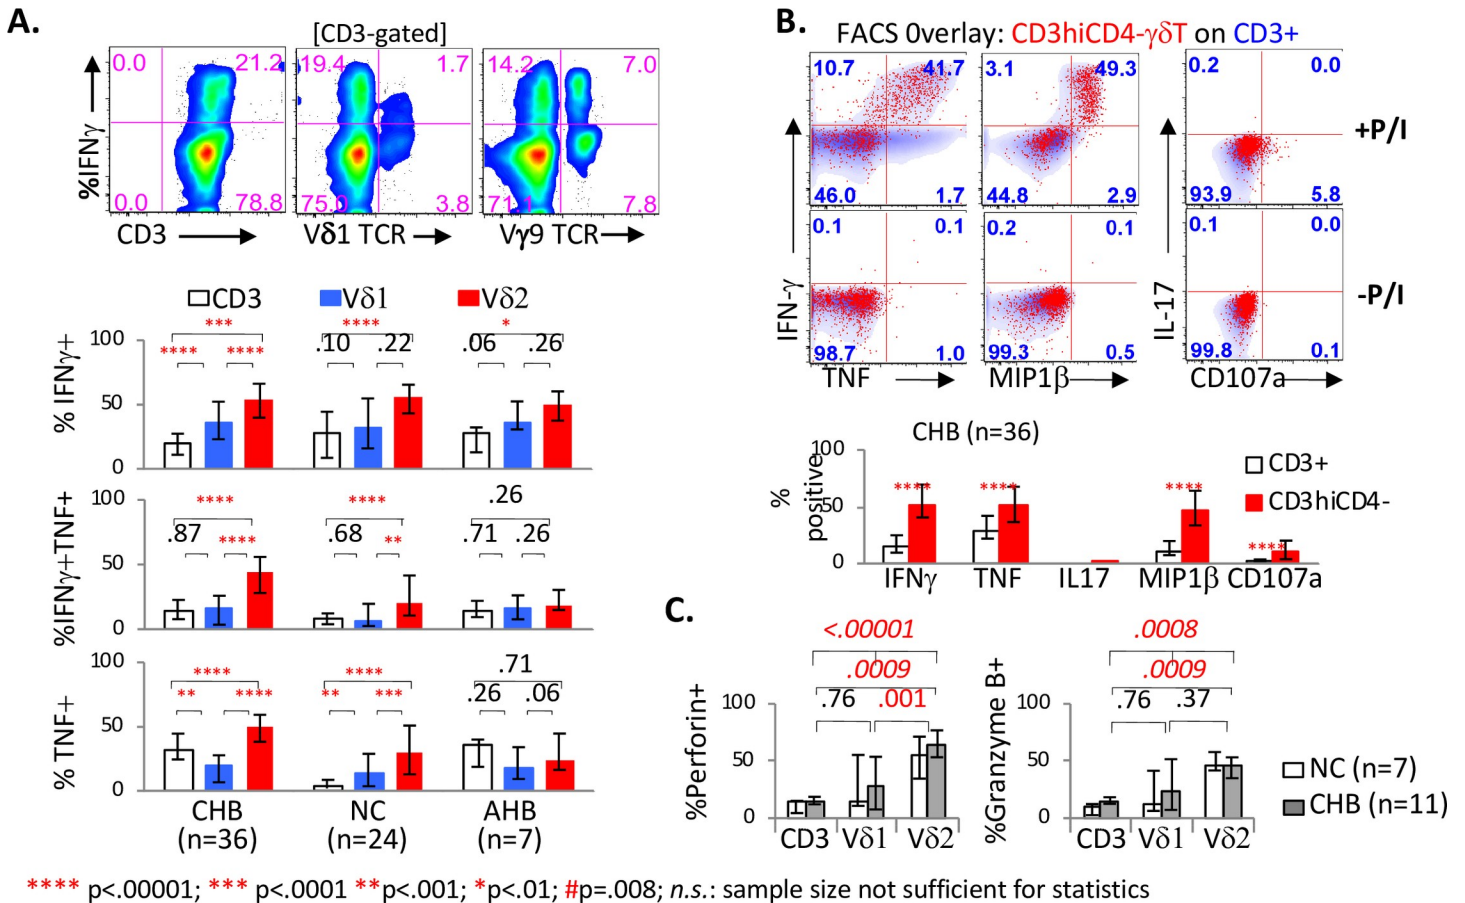 A.
[CD3-gated]
%IFNγ
0.0 21.2
0.0 78.8
19.4 1.7
75.0 3.8
14.2 7.0
71.1 7.8
CD3
Vδ1 TCR
Vγ9 TCR
CD3 Vδ1 Vδ2
% IFNγ+
100
50
0
*** **** *
**** ****
.10 .22
.06 .26
%IFNγ+TNF+
100
50
0
**** **** .26
.87 ****
.68 **
.71 .26
% TNF+
100
50
0
**** **** .71
** ****
** ***
.26 .06
CHB NC AHB
(n=36) (n=24) (n=7)
B.
FACS 0verlay: CD3hiCD4-γδT on CD3+
10.7 41.7
46.0 1.7
3.1 49.3
44.8 2.9
0.2 0.0
93.9 5.8
+P/I
0.1 0.1
98.7 1.0
0.2 0.1
99.3 0.5
0.1 0.0
99.8 0.1
-P/I
IFN-γ
IL-17
TNF
MIP1β
CD107a
CHB (n=36)
% positive
100
50
0
**** **** **** ****
CD3+
CD3hiCD4-
IFNγ TNF IL17 MIP1β CD107a
C.
%Perforin+
<.00001
.0009
.76 .001
100
50
0
CD3 Vδ1 Vδ2
%Granzyme B+
.0008
.0009
.76 .37
100
50
0
CD3 Vδ1 Vδ2
NC (n=7)
CHB (n=11)
**** p<.00001; *** p<.0001 **p<.001; *p<.01; #p=.008; n.s.: sample size not sufficient for statistics